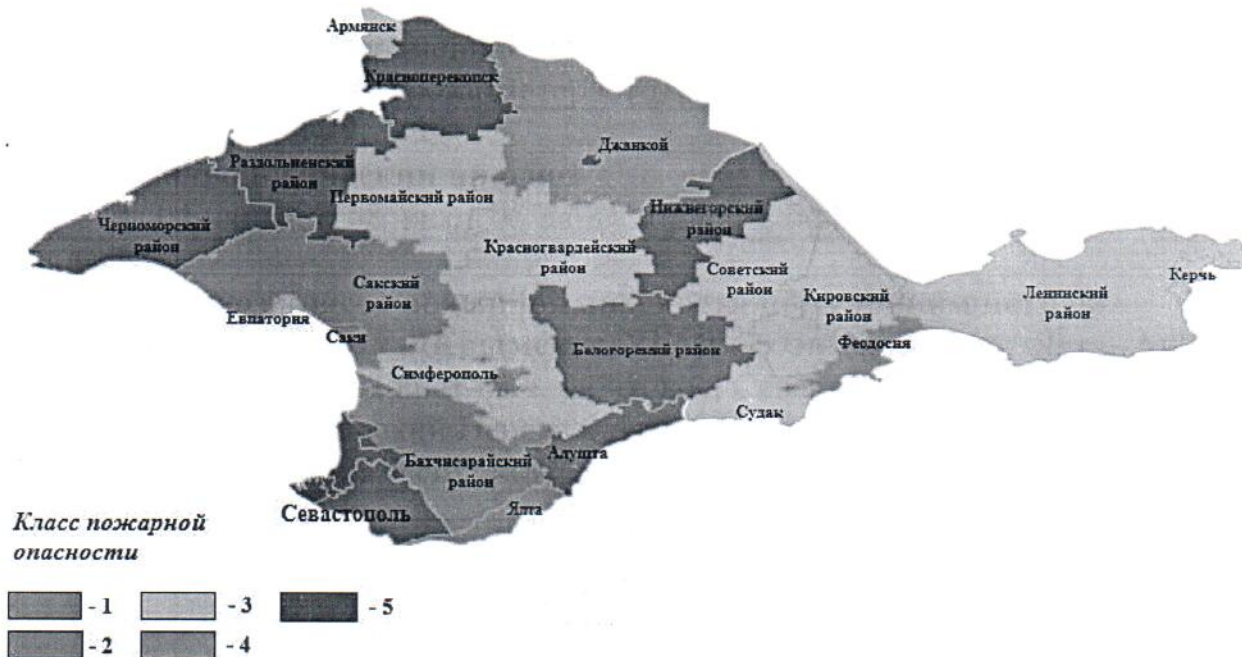 Армянск
Красноперекопск
Джанкой
Раздольненский
район
Первомайский район
Нижнегорский
район
Черноморский
район
Красногвардейский
район
Советский
район
Сакский
район
Кировский
район
Ленинский
район
Керчь
Евпатория
Саки
Белогорский район
Феодосия
Симферополь
Судак
Алушта
Бахчисарайский
район
Севастополь
Ялта
Класс пожарной
опасности
- 1
- 3
- 5
- 2
- 4